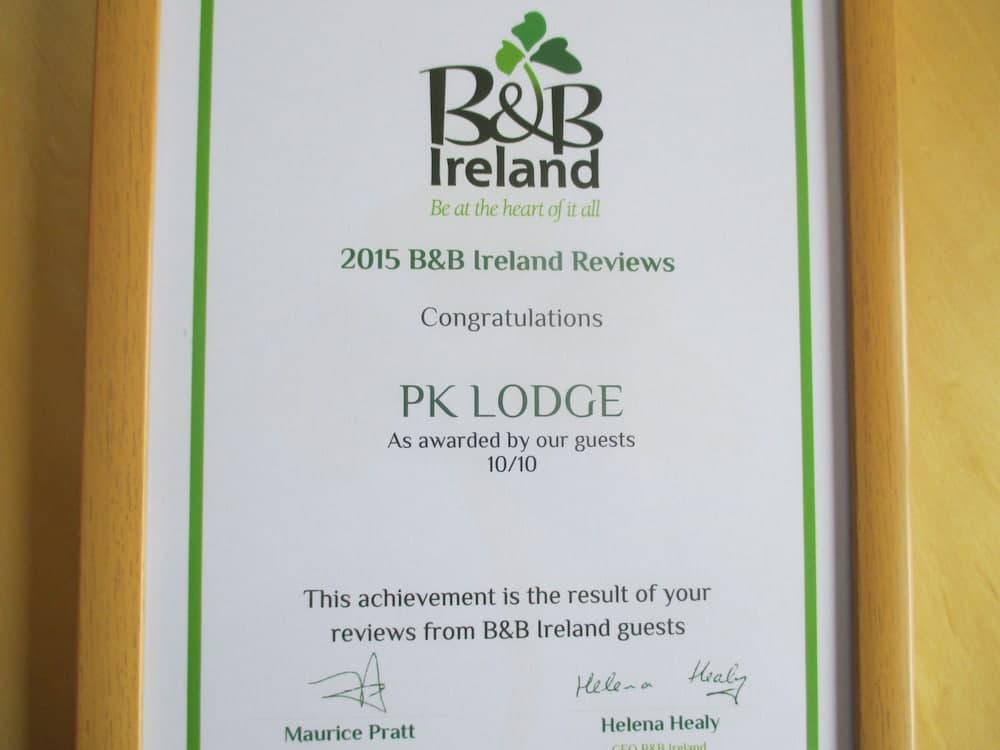 B&B
Ireland
Be at the heart of it all
2015 B&B Ireland Reviews
Congratulations
PK LODGE
As awarded by our guests
10/10
This achievement is the result of your
reviews from B&B Ireland guests
Helena Healy
Maurice Pratt
Helena Healy
CEO B&B Ireland